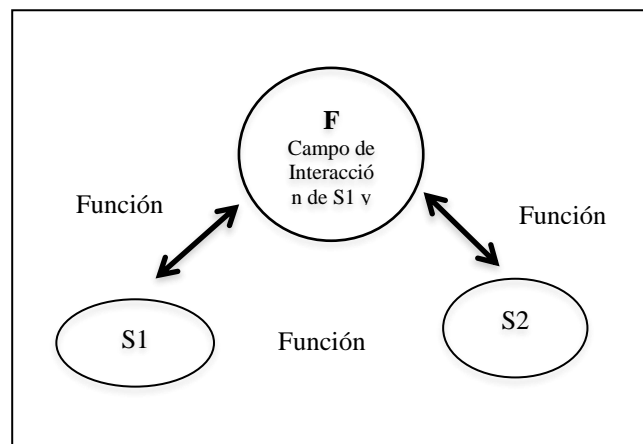 F
Campo de
Interacció
n de S1 v
Función
Función
S1
Función
S2